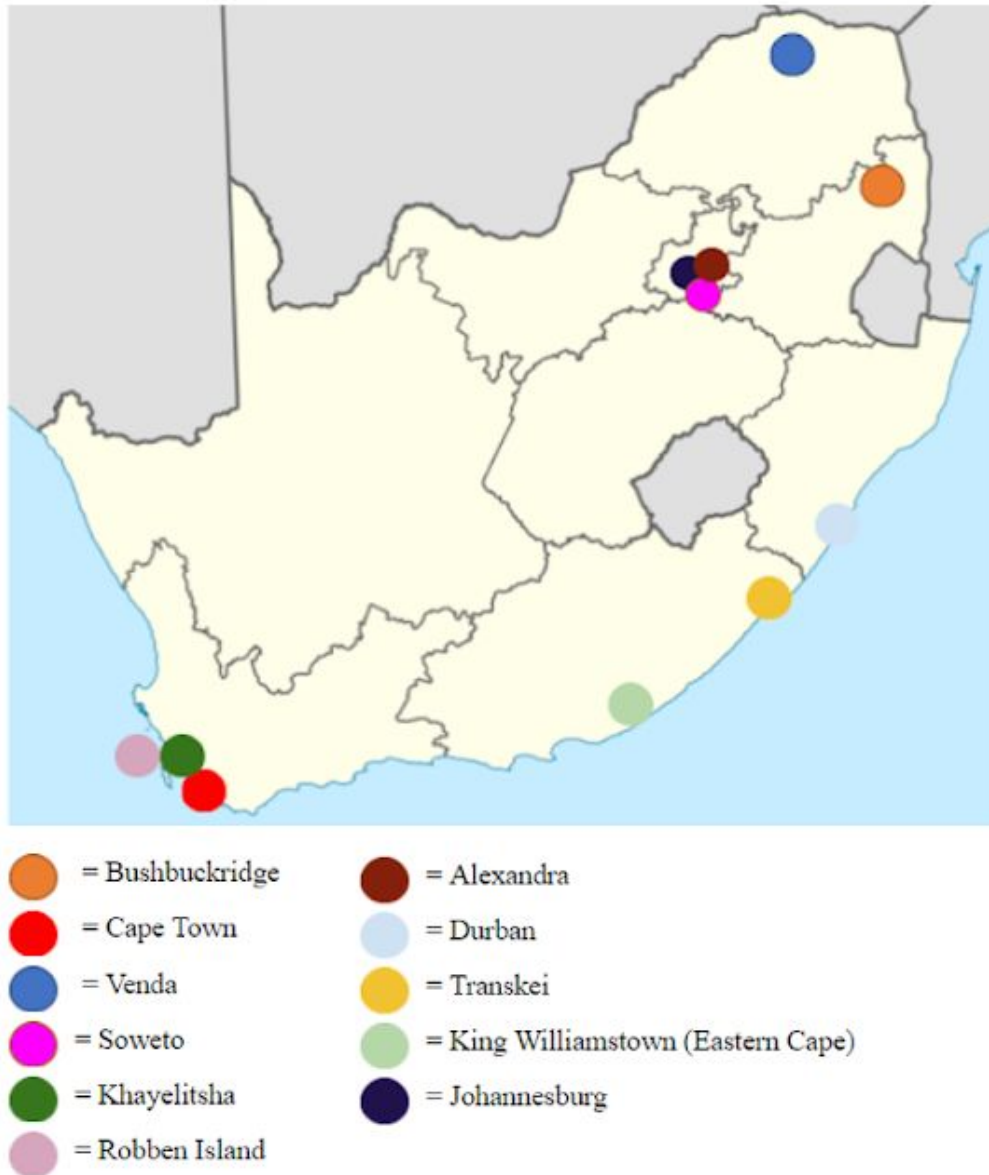 = Bushbuckridge
= Cape Town
= Venda
= Soweto
= Khayelitsha
= Robben Island
= Alexandra
= Durban
= Transkei
= King Williamstown (Eastern Cape)
= Johannesburg